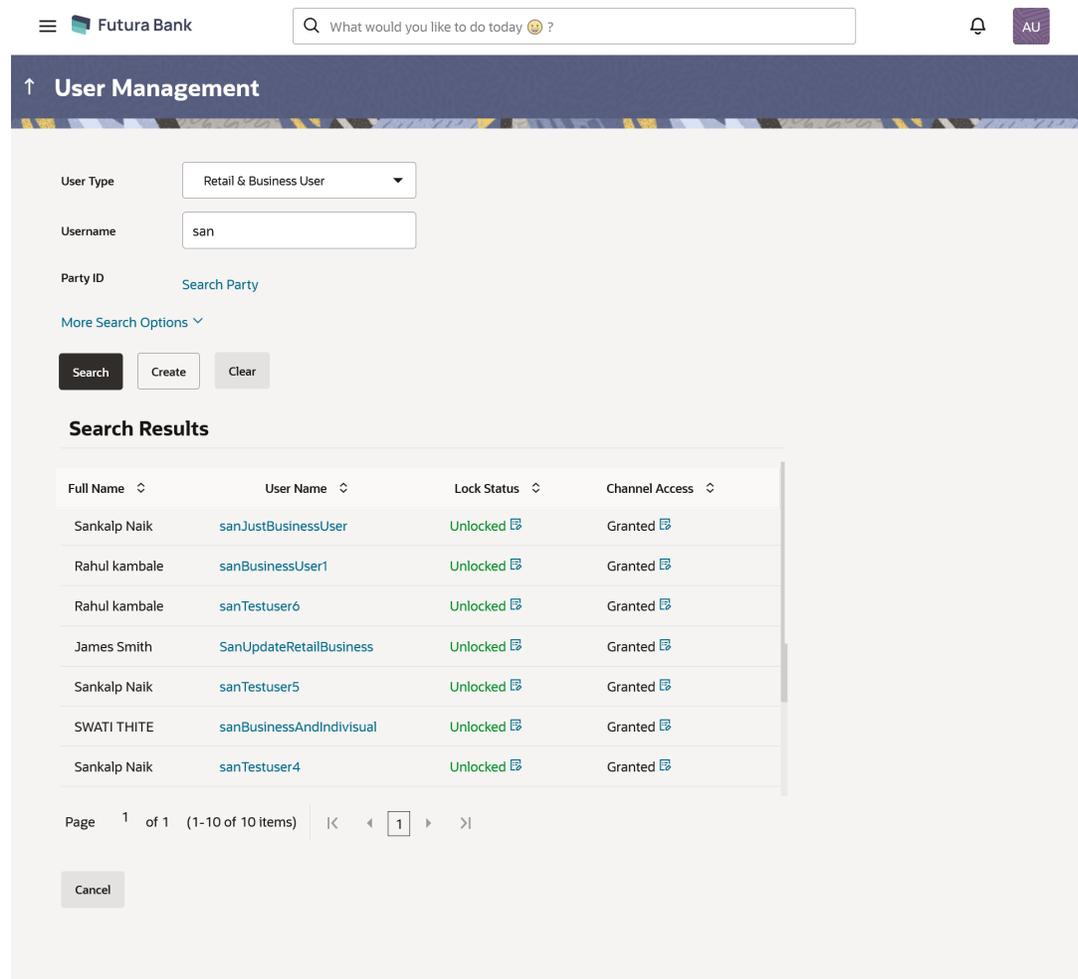 Futura Bank What would you like to do today ? AU
User Management
User Type Retail & Business User
Username san
Party ID Search Party
More Search Options
Search Create Clear
Search Results
Full Name User Name Lock Status Channel Access
Sankalp Naik sanJustBusinessUser Unlocked Granted
Rahul kambale sanBusinessUser1 Unlocked Granted
Rahul kambale sanTestuser6 Unlocked Granted
James Smith SanUpdateRetailBusiness Unlocked Granted
Sankalp Naik sanTestuser5 Unlocked Granted
SWATI THITE sanBusinessAndIndivisual Unlocked Granted
Sankalp Naik sanTestuser4 Unlocked Granted
Page 1 of 1 (1-10 of 10 items) 1
Cancel